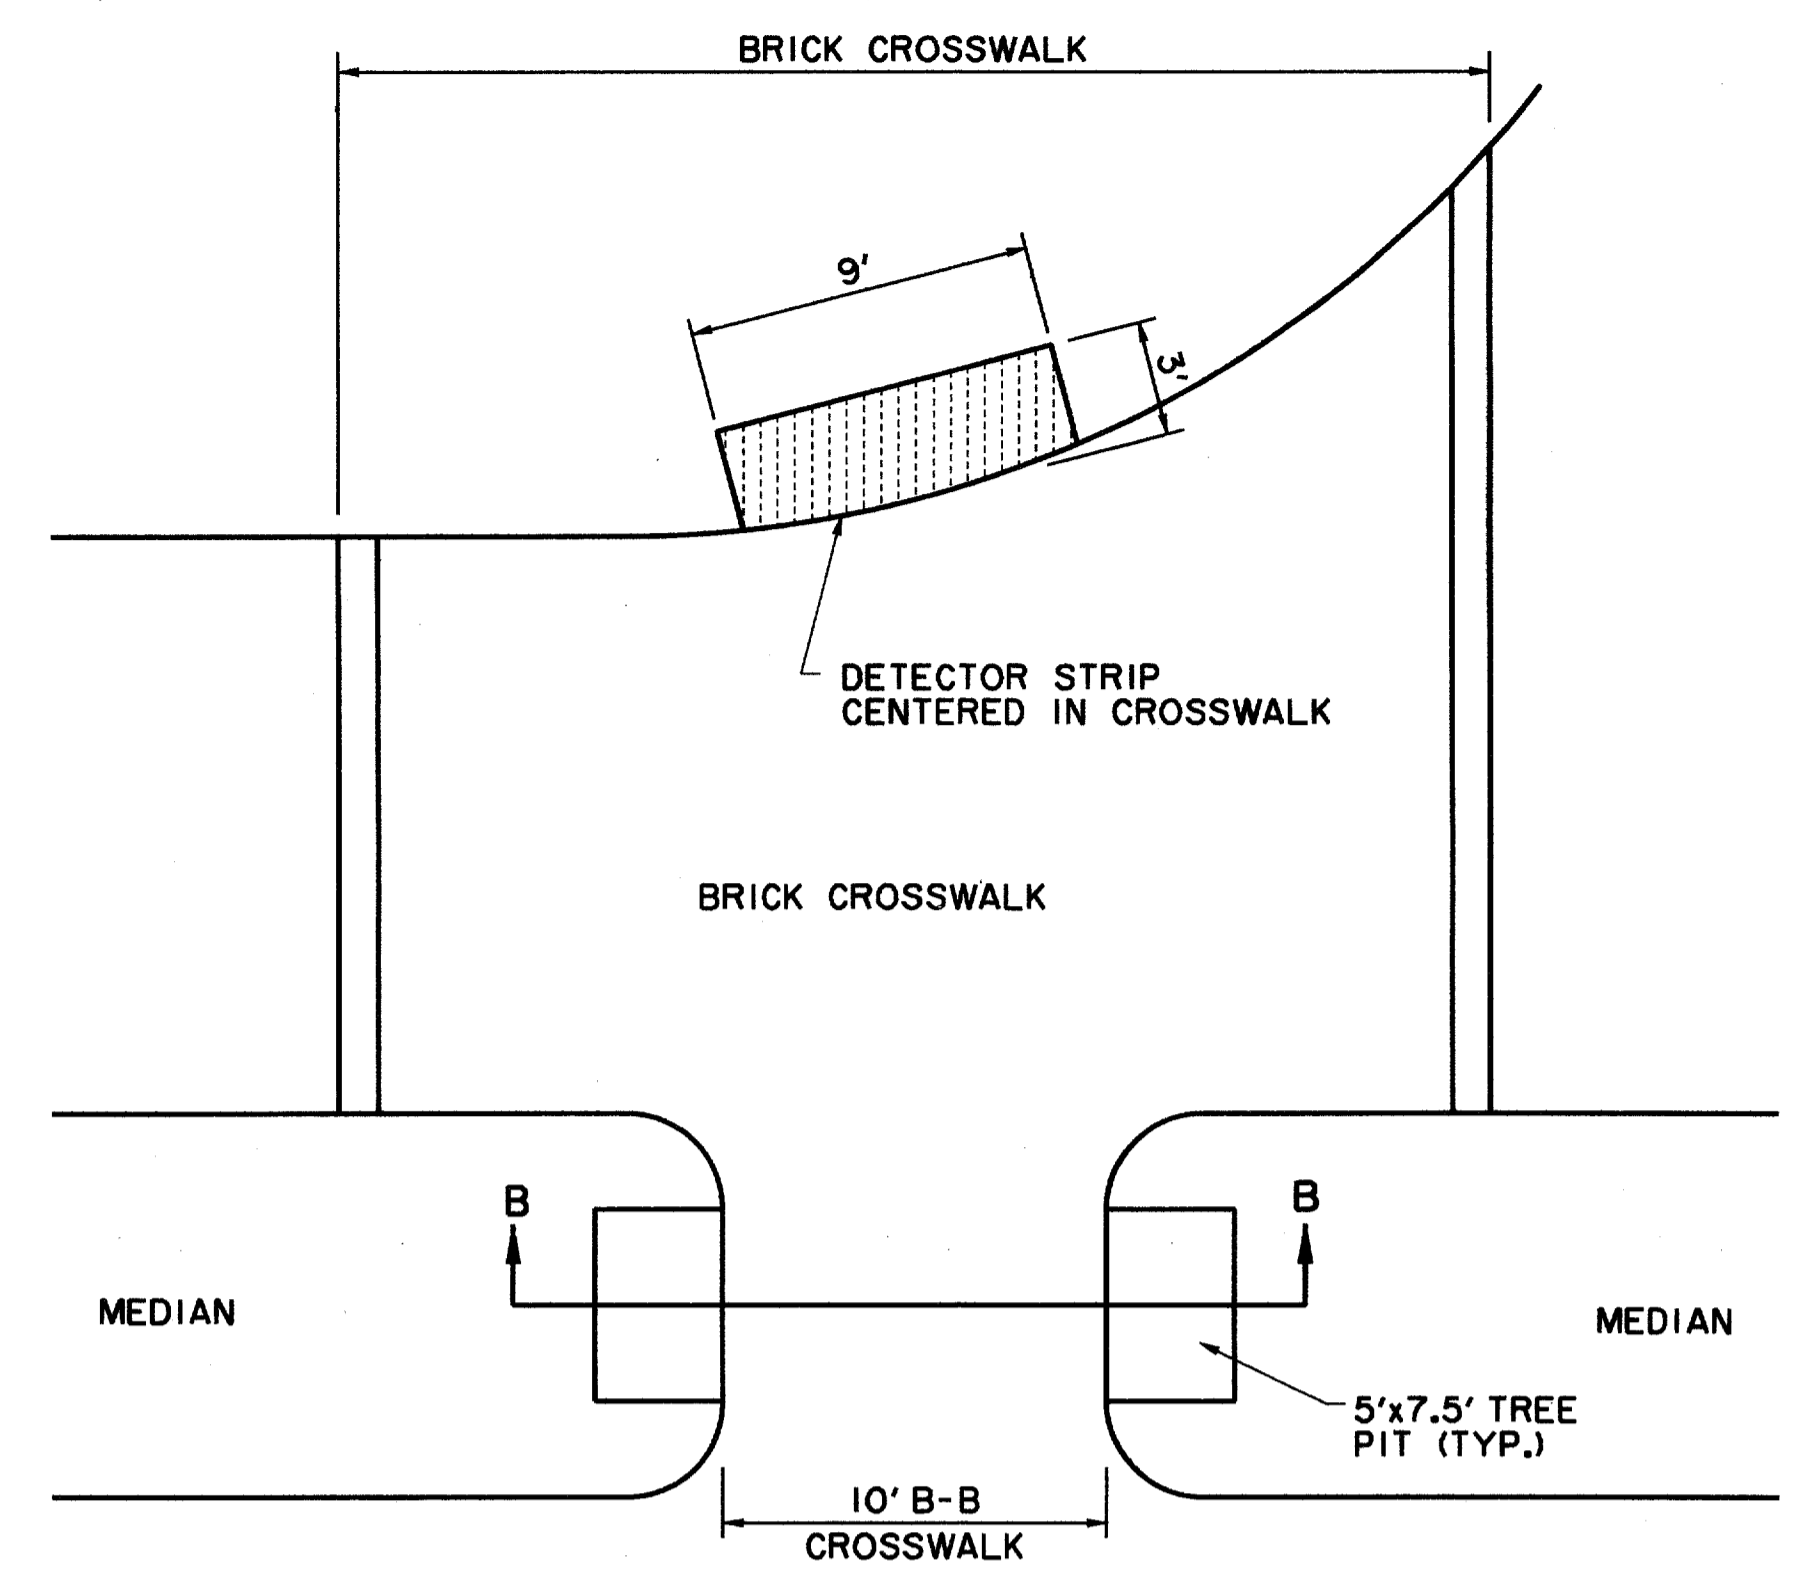 BRICK CROSSWALK
9'
3'
DETECTOR STRIP
CENTERED IN CROSSWALK
BRICK CROSSWALK
B
B
MEDIAN
MEDIAN
5'x7.5' TREE
PIT (TYP.)
10' B-B
CROSSWALK